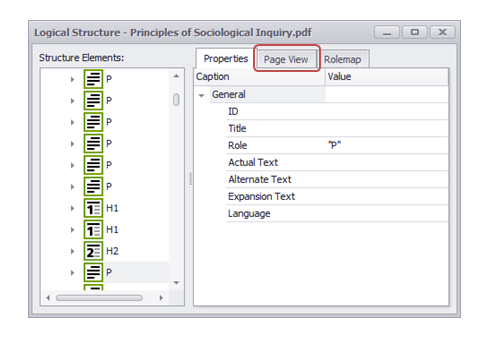 Logical Structure - Principles of Sociological Inquiry.pdf
Structure Elements:
P
P
P
P
P
P
H1
H1
H2
P
Properties
Page View
Rolemap
Caption
Value
General
ID
Title
Role
"P"
Actual Text
Alternate Text
Expansion Text
Language